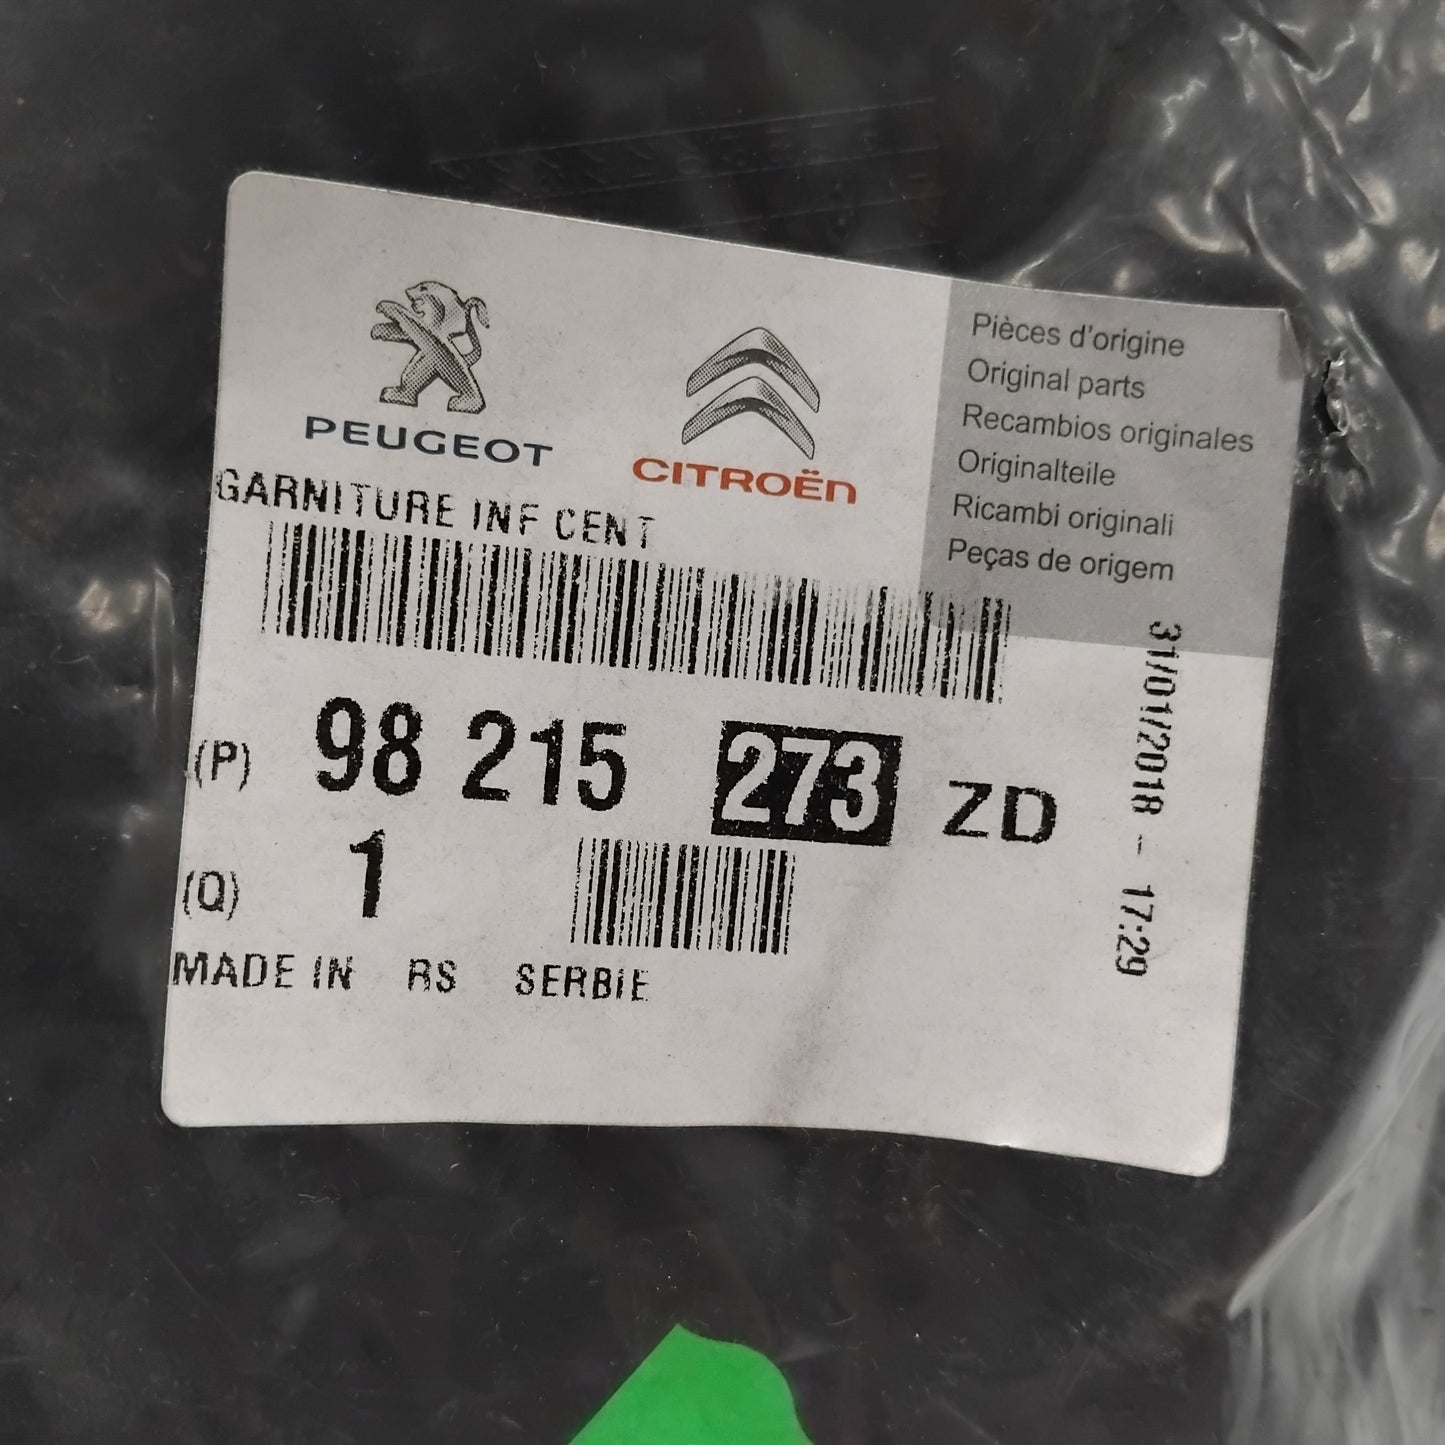 PEUGEOT
CITROËN
Pièces d'origine
Original parts
Recambios originales
Originalteile
Ricambi originali
Peças de origem
GARNITURE INF CENT
(P) 98 215 273 ZD
(Q) 1
MADE IN RS SERBIE
31/01/2018 - 17:29